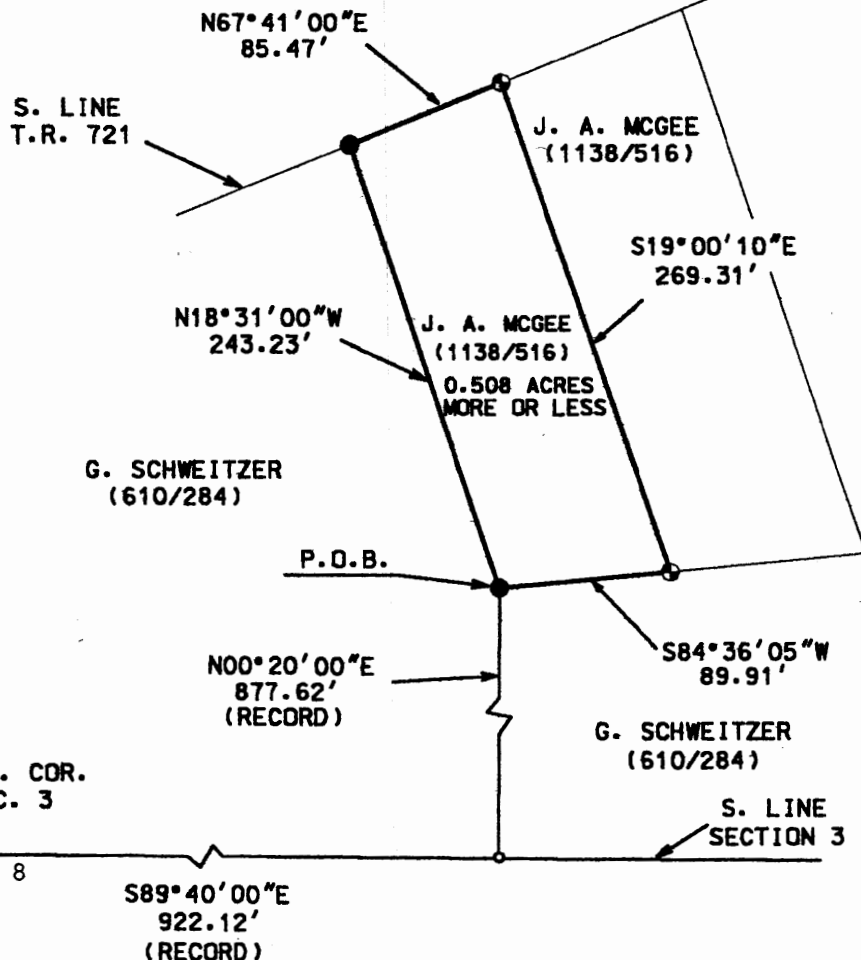 N67°41'00"E
85.47'
S. LINE
T.R. 721
J. A. MCGEE
(1138/516)
S19°00'10"E
269.31'
N18°31'00"W
243.23'
J. A. MCGEE
(1138/516)
0.508 ACRES
MORE OR LESS
G. SCHWEITZER
(610/284)
P.O.B.
S84°36'05"W
89.91'
N00°20'00"E
877.62'
(RECORD)
G. SCHWEITZER
(610/284)
. COR.
C. 3
S. LINE
SECTION 3
8
S89°40'00"E
922.12'
(RECORD)